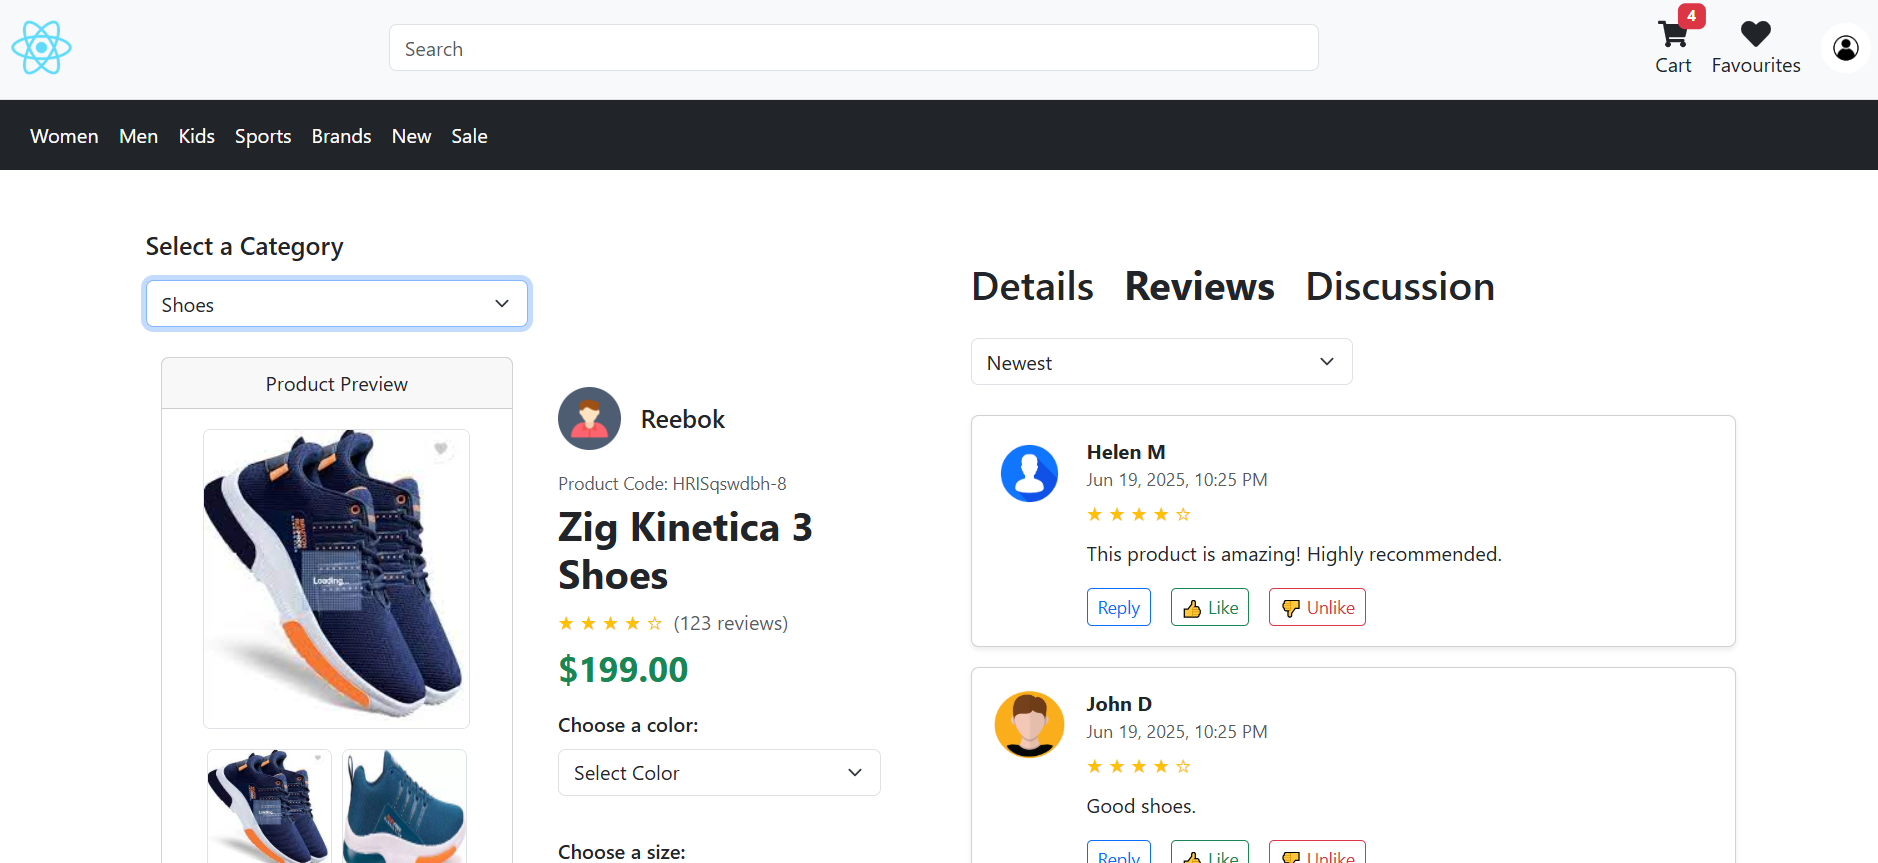 Search
4
Cart
Favourites
Women Men Kids Sports Brands New Sale
Select a Category
Shoes
Product Preview
Loading...
Reebok
Product Code: HRISqswdbh-8
Zig Kinetica 3
Shoes
★ ★ ★ ★ ☆ (123 reviews)
$199.00
Choose a color:
Select Color
Choose a size:
Details Reviews Discussion
Newest
Helen M
Jun 19, 2025, 10:25 PM
★ ★ ★ ★ ☆
This product is amazing! Highly recommended.
Reply 👍 Like 👎 Unlike
John D
Jun 19, 2025, 10:25 PM
★ ★ ★ ★ ☆
Good shoes.
Reply 👍 Like 👎 Unlike